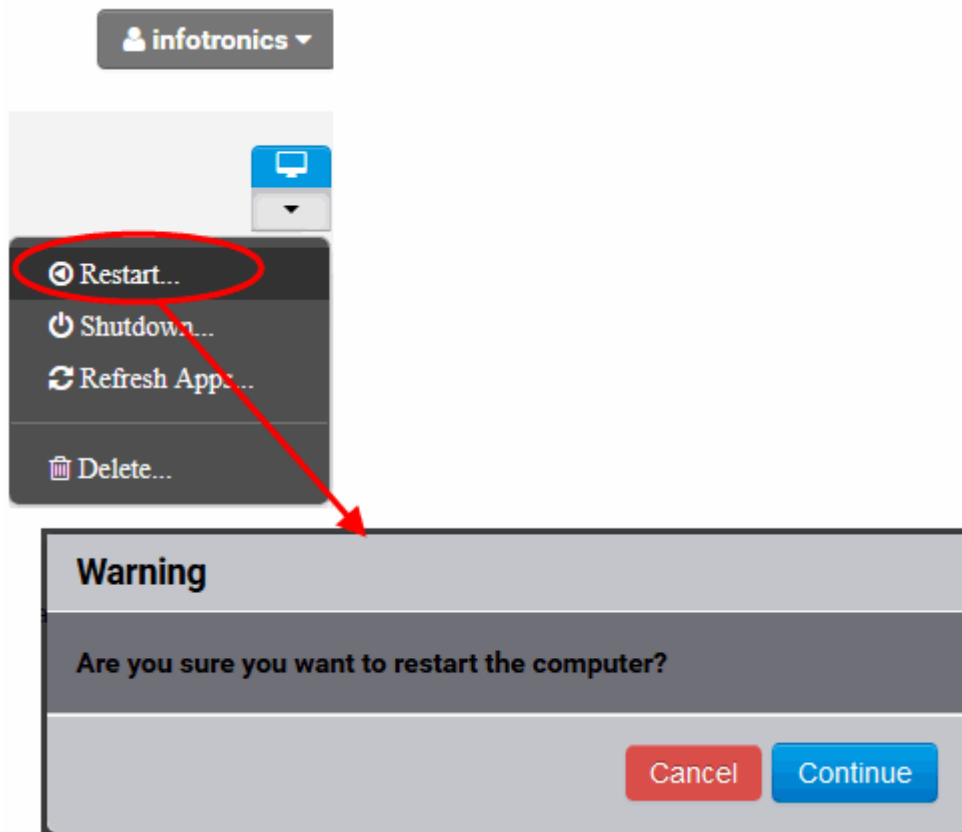 infotronics
Restart...
Shutdown...
Refresh Apps...
Delete...
Warning
Are you sure you want to restart the computer?
Cancel Continue